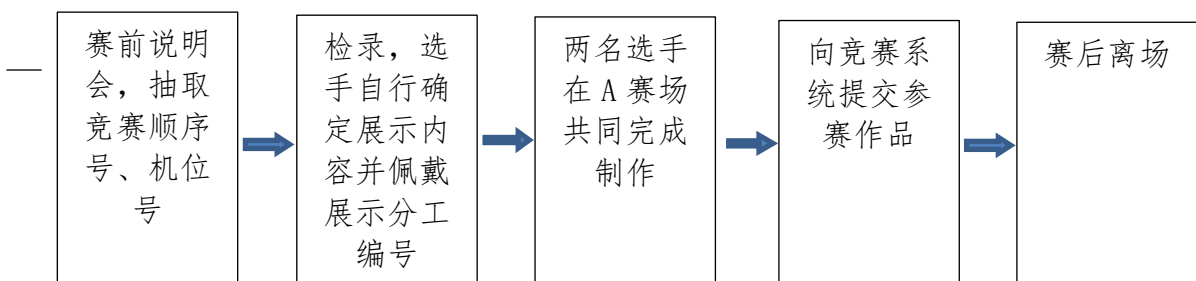 赛前说明
会，抽取
竞赛顺序
号、机位
号
检录，选
手自行确
定展示内
容并佩戴
展示分工
编号
两名选手
在 A 赛场
共同完成
制作
向竞赛系
统提交参
赛作品
赛后离场